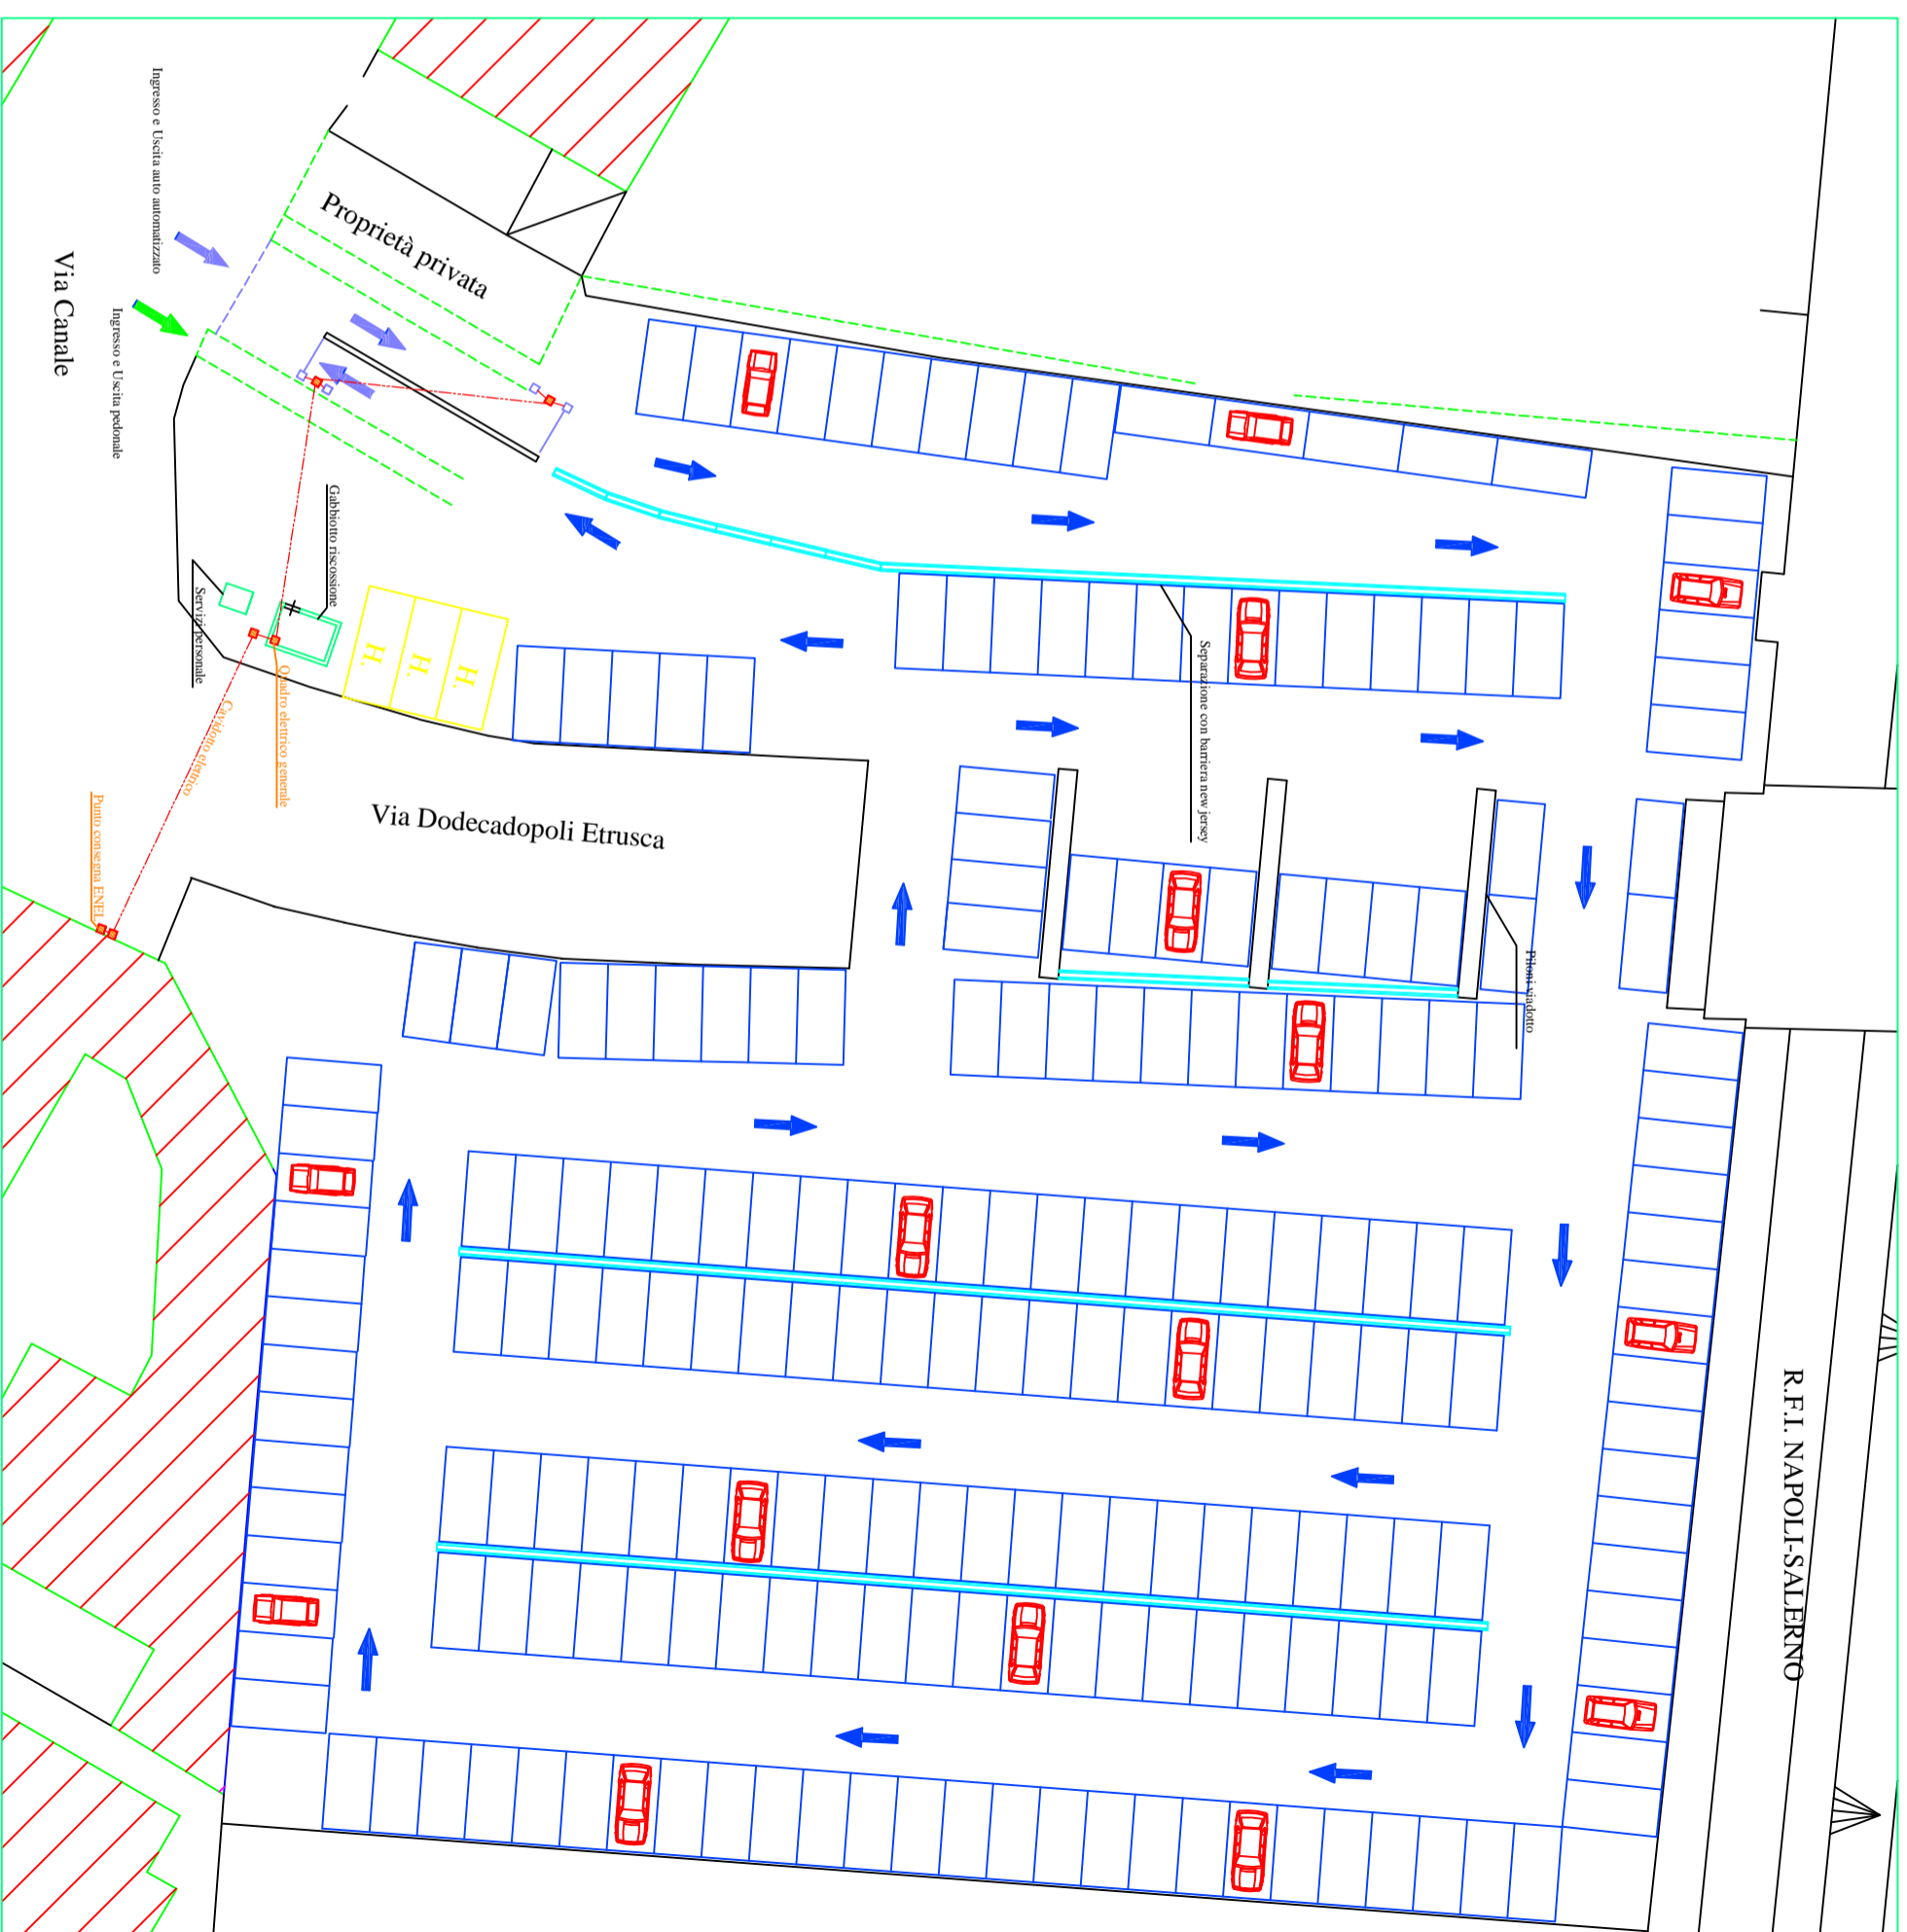 Ingresso e Uscita auto automatizzato
Via Canale
Ingresso e Uscita pedonale
Proprietà privata
Gabbiotto riscossione
Servizi personale
Quadro elettrico generale
Cavidotto elettrico
Punto consegna ENEL
H.
H.
H.
Via Dodecadopoli Etrusca
Separazione con barriera new jersey
Piloni viadotto
R.F.I. NAPOLI-SALERNO